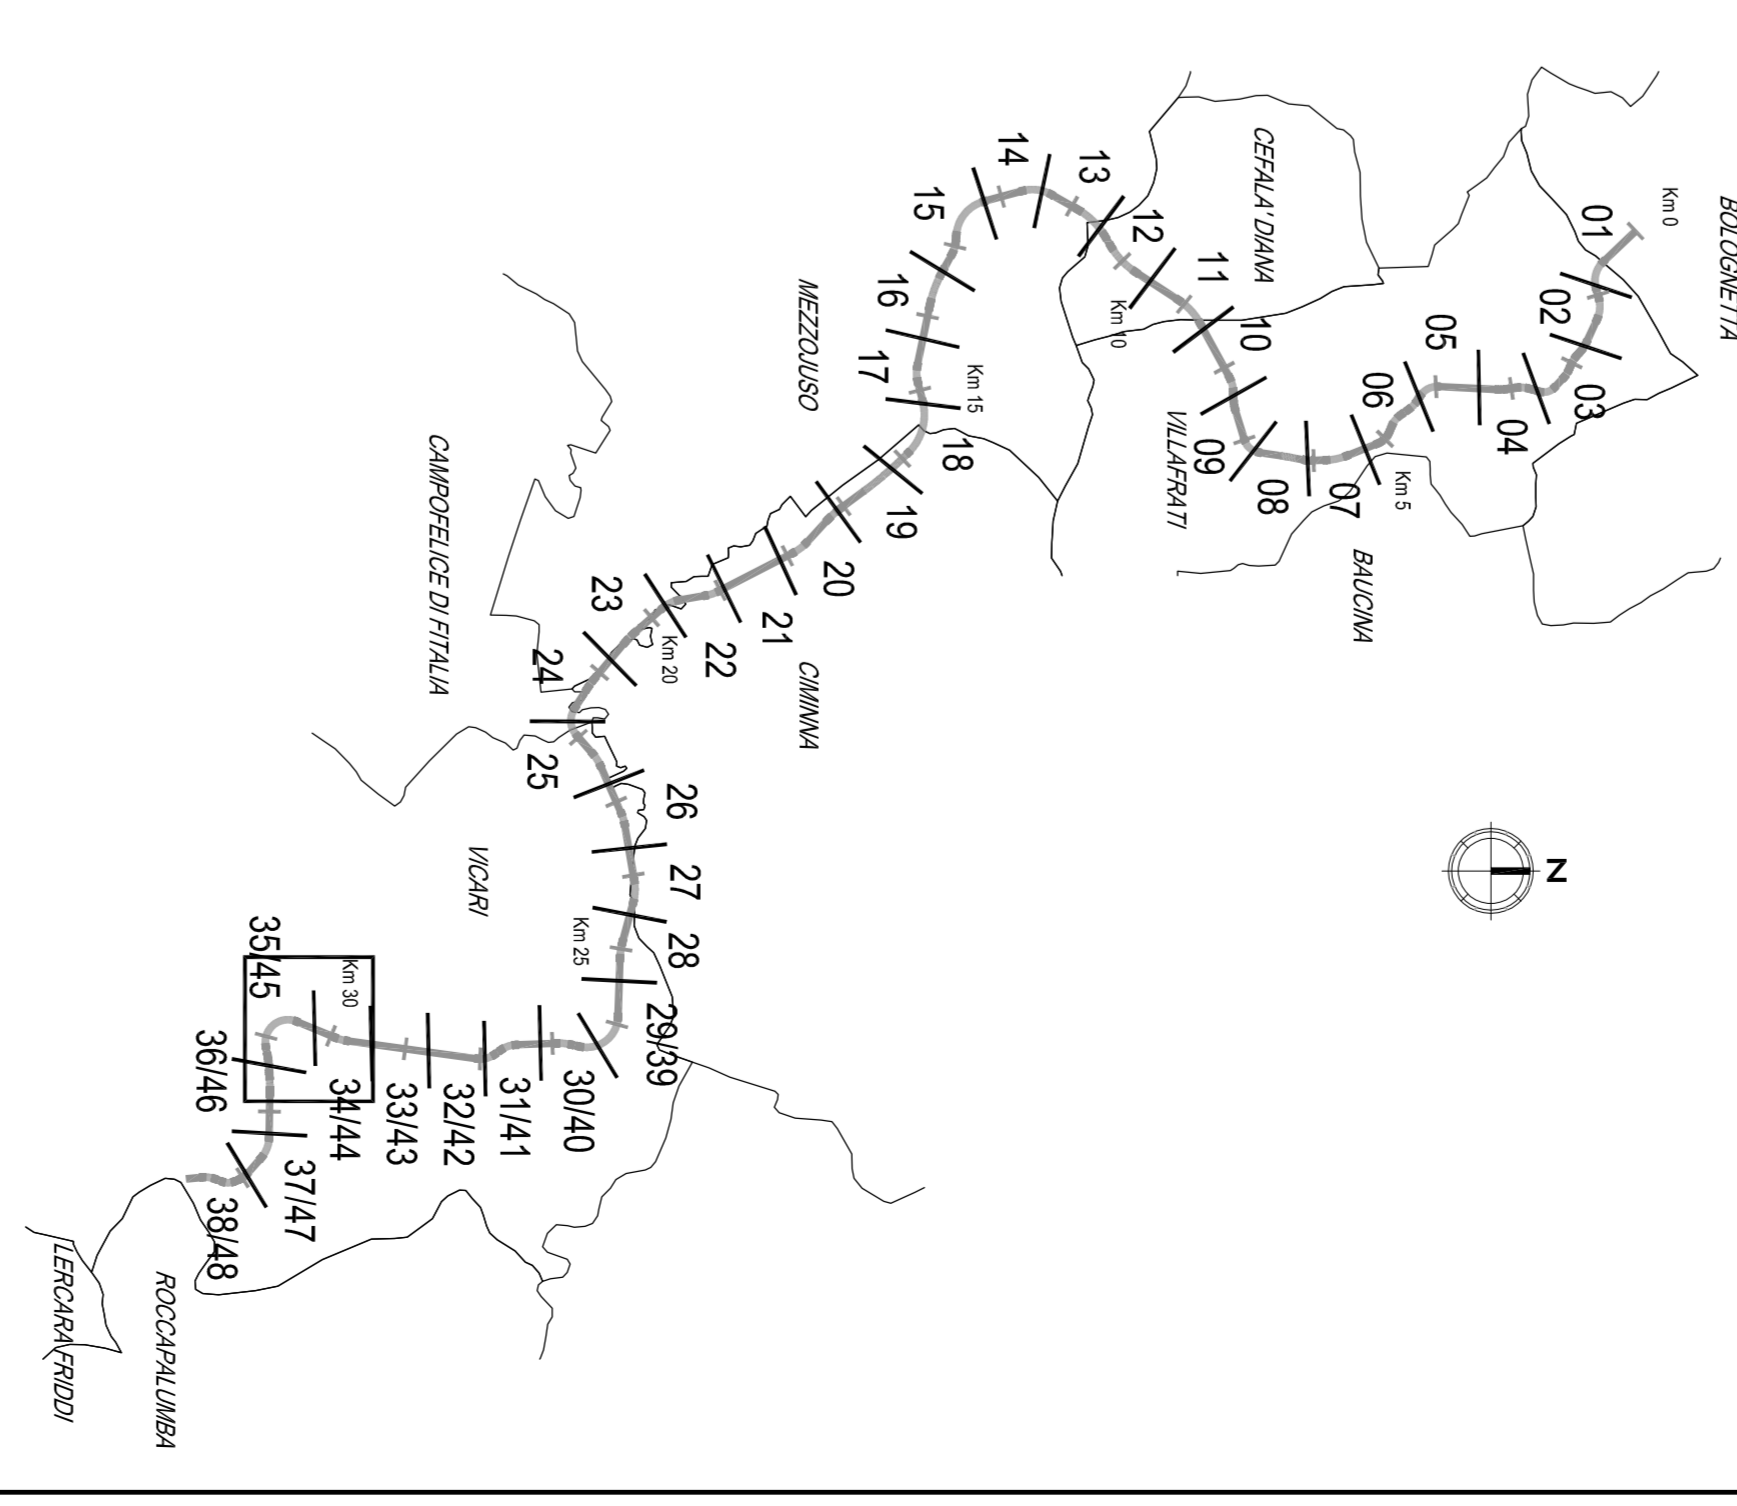 BOLOGNETTA
Km 0
01
02
03
04
05
06
Km 5
07
BAUCINA
08
09
VILLAFRATI
10
CEFALA' DIANA
11
Km 10
12
13
14
15
16
17
Km 15
MEZZOJUSO
18
19
20
21
CIMINNA
22
Km 20
23
24
CAMPOFELICE DI FITALIA
25
26
27
28
Km 25
VICARI
29/39
30/40
31/41
32/42
33/43
34/44
Km 30
35/45
36/46
37/47
38/48
ROCCAPALUMBA
LERCARA FRIDDI
N